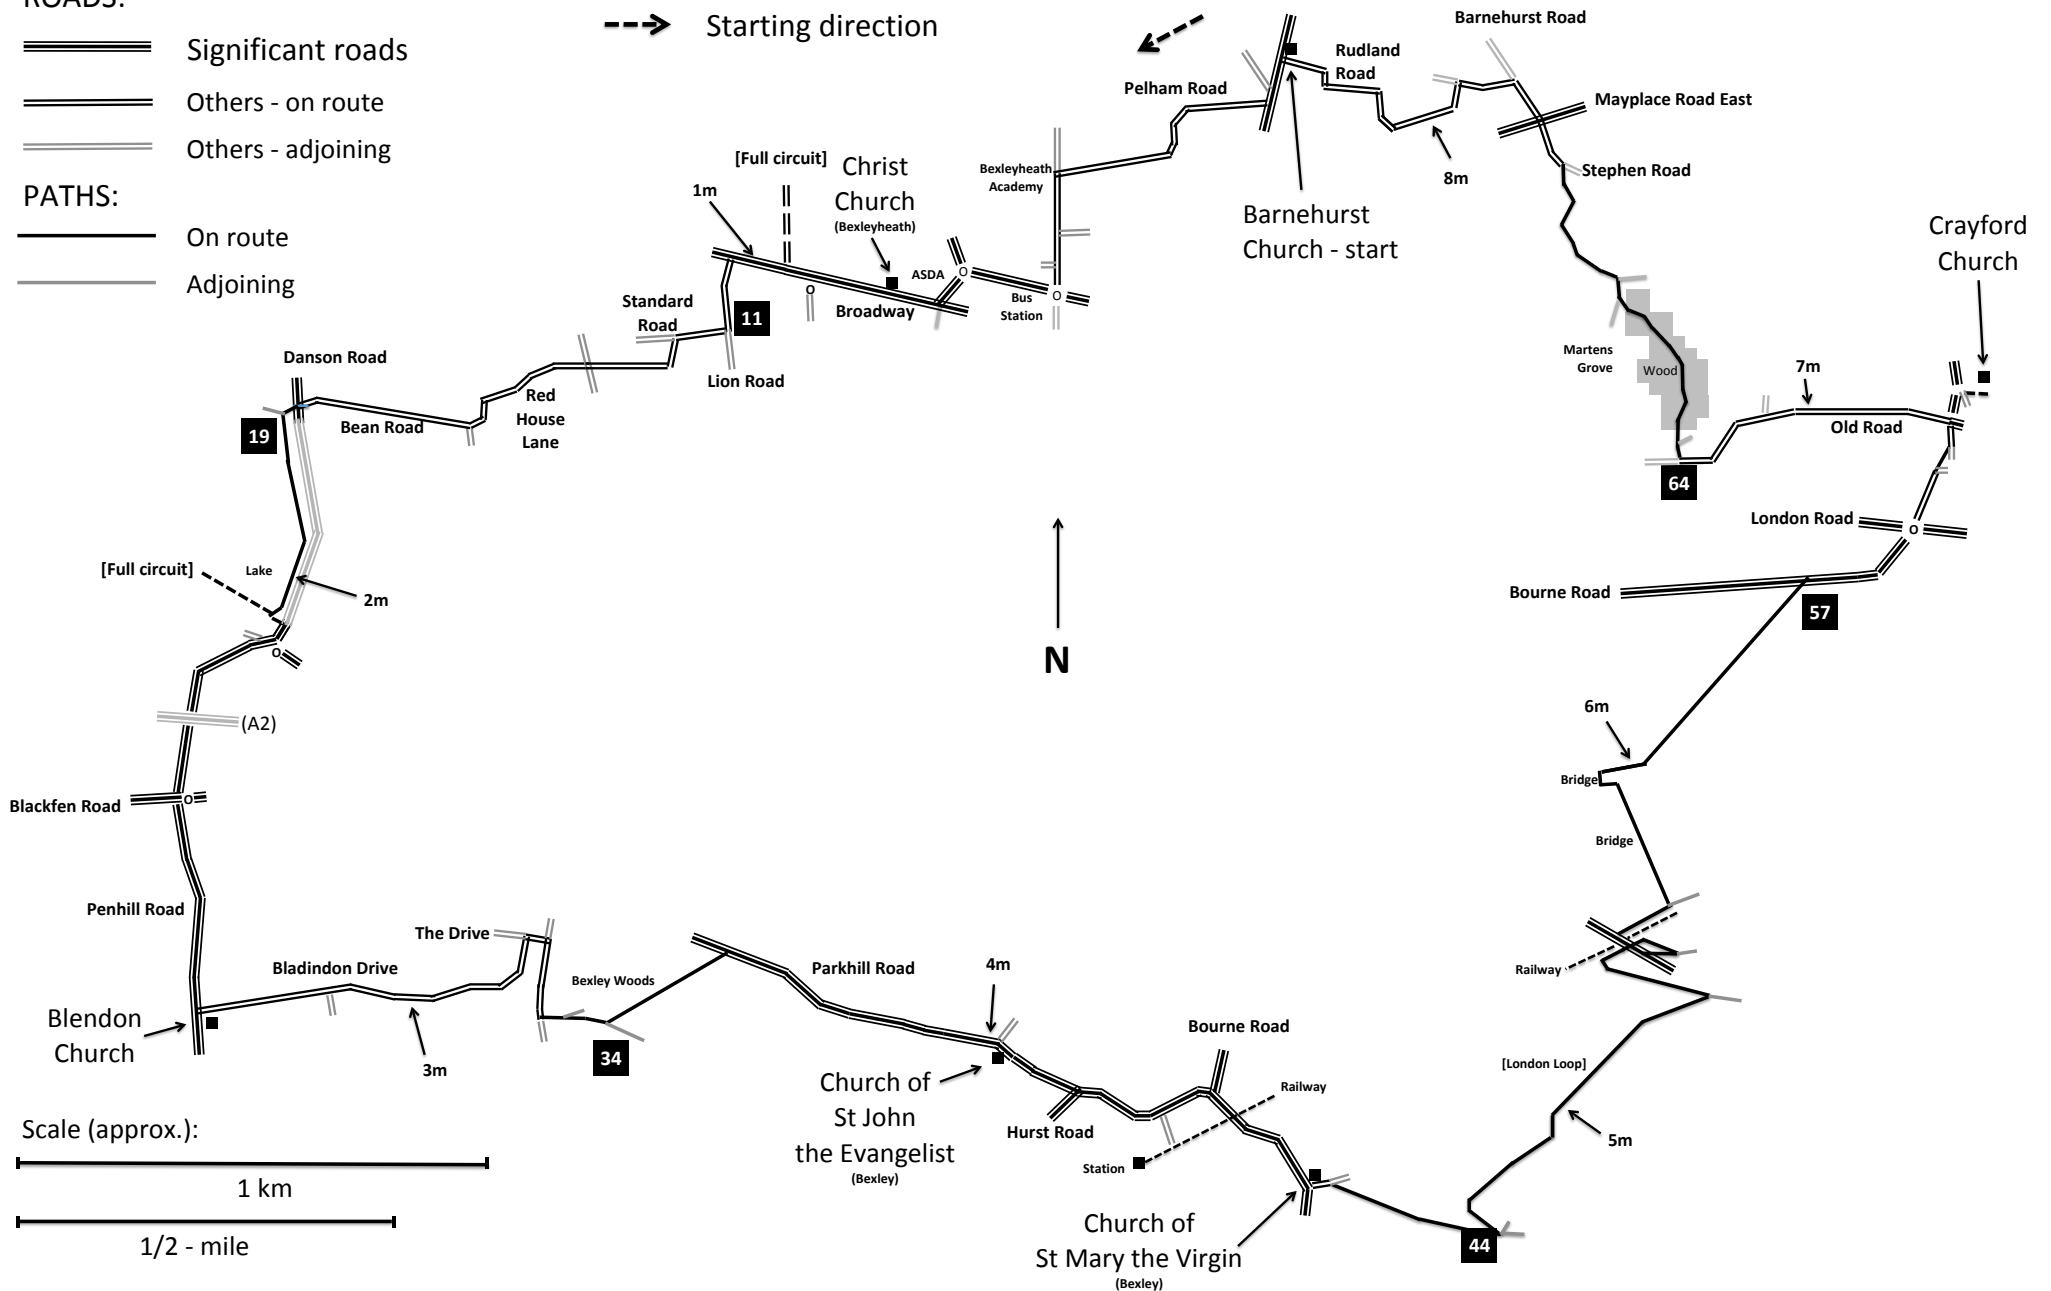 ROADS:
Significant roads
Others - on route
Others - adjoining
PATHS:
On route
Adjoining
Starting direction
Barnehurst Road
Rudland
Road
Pelham Road
Mayplace Road East
Stephen Road
8m
Barnehurst
Church - start
Crayford
Church
[Full circuit]
Christ
Church
(Bexleyheath)
1m
Bexleyheath
Academy
ASDA
O
O
Bus
Station
O
Broadway
Standard
Road
11
Lion Road
Martens
Grove
Wood
7m
Old Road
64
Danson Road
19
Bean Road
Red
House
Lane
London Road
O
Bourne Road
57
[Full circuit]
Lake
2m
O
N
(A2)
6m
Bridge
Bridge
Blackfen Road
O
Penhill Road
The Drive
Bladindon Drive
Bexley Woods
Parkhill Road
4m
Railway
Blendon
Church
3m
34
Bourne Road
[London Loop]
Church of
St John
the Evangelist
(Bexley)
Hurst Road
Railway
Station
5m
Church of
St Mary the Virgin
(Bexley)
44
Scale (approx.):
1 km
1/2 - mile